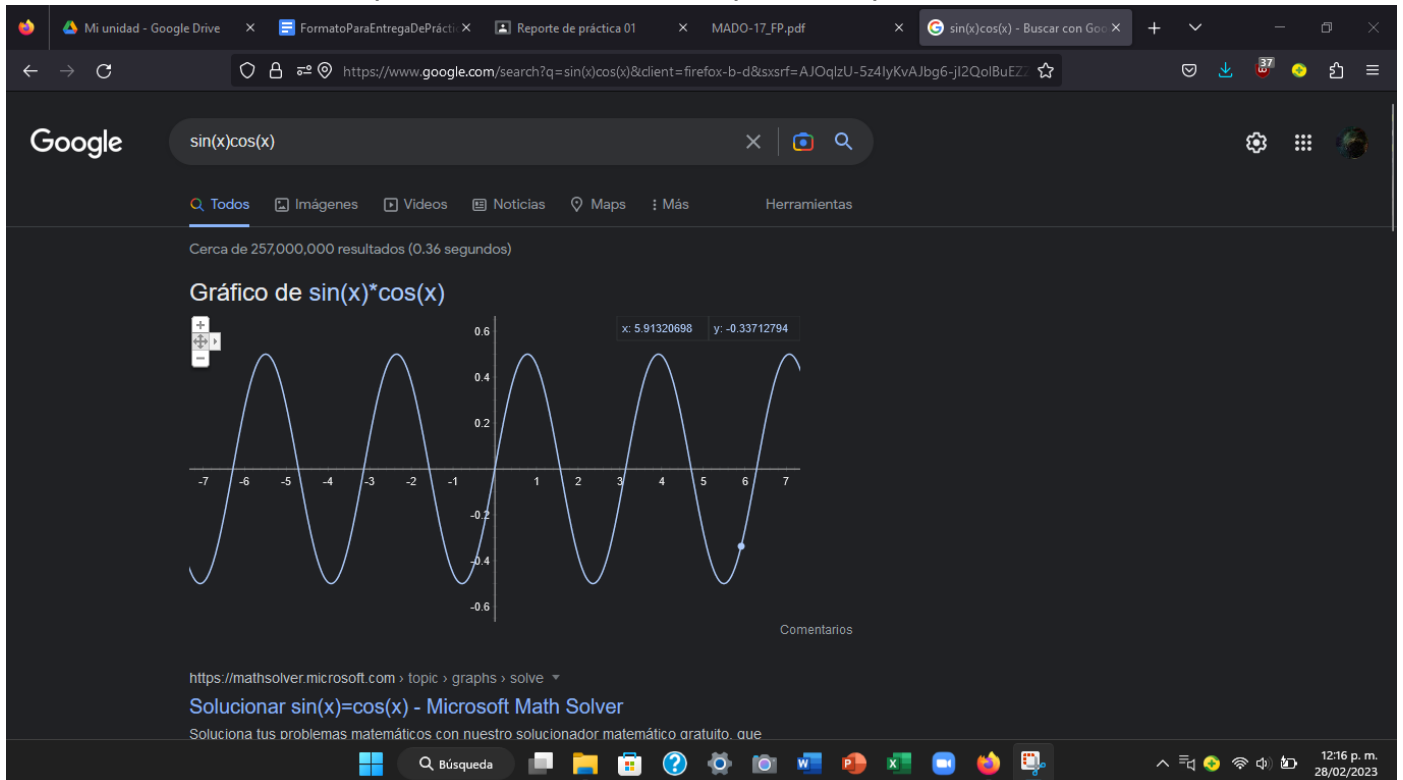 Mi unidad - Google Drive
FormatoParaEntregaDePrácti
Reporte de práctica 01
MADO-17_FP.pdf
sin(x)cos(x) - Buscar con Goo
https://www.google.com/search?q=sin(x)cos(x)&client=firefox-b-d&sxsrf=AJOqlzU-5z4IyKvAJbg6-jI2QolBuEZ
37
Google
sin(x)cos(x)
Todos
Imágenes
Videos
Noticias
Maps
Más
Herramientas
Cerca de 257,000,000 resultados (0.36 segundos)
Gráfico de sin(x)*cos(x)
x: 5.91320698 y: -0.33712794
0.6
0.4
0.2
-7 -6 -5 -4 -3 -2 -1 1 2 3 4 5 6 7
-0.2
-0.4
-0.6
Comentarios
https://mathsolver.microsoft.com › topic › graphs › solve
Solucionar sin(x)=cos(x) - Microsoft Math Solver
Soluciona tus problemas matemáticos con nuestro solucionador matemático gratuito, que
Búsqueda
12:16 p. m.
28/02/2023